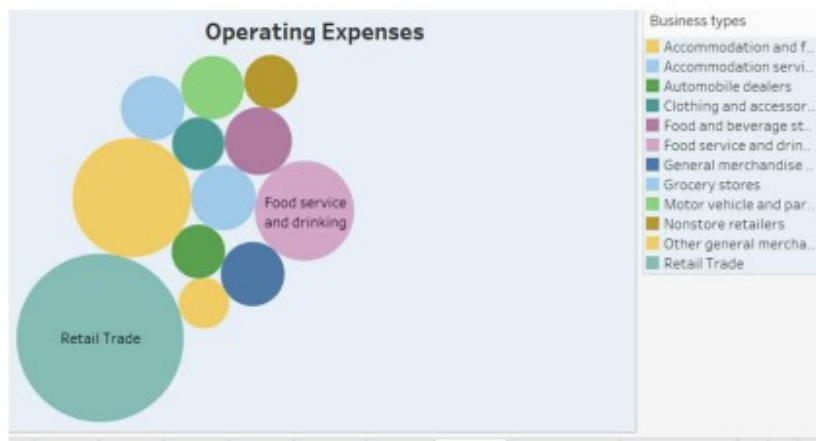 Operating Expenses
Food service
and drinking
Retail Trade
Business types
Accommodation and f..
Accommodation servi..
Automobile dealers
Clothing and accessor..
Food and beverage st..
Food service and drin..
General merchandise ..
Grocery stores
Motor vehicle and par..
Nonstore retailers
Other general mercha..
Retail Trade